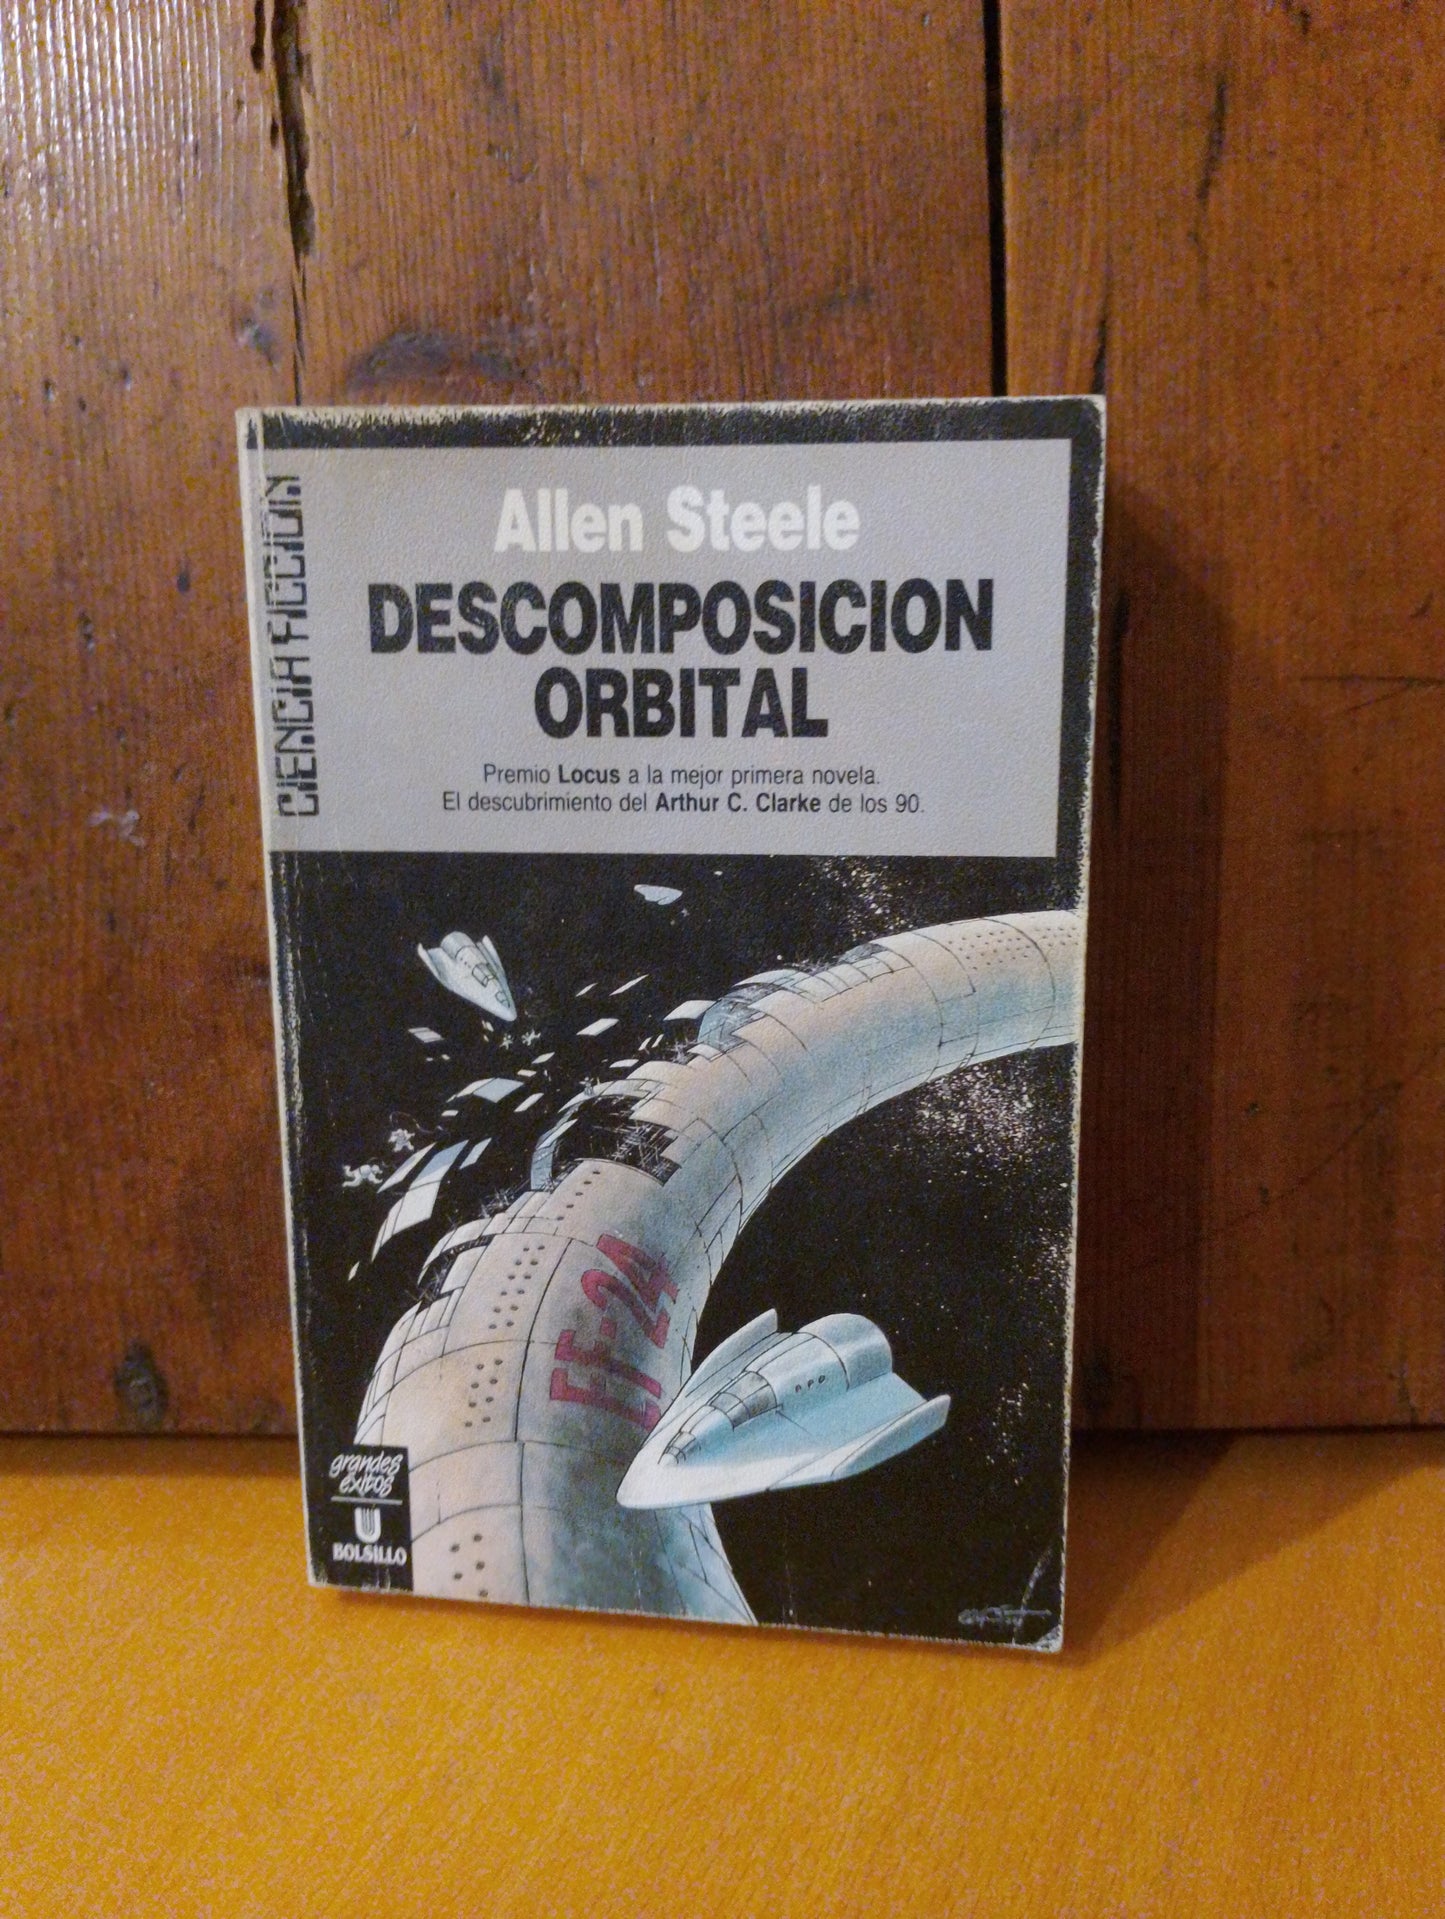 CIENCIA FICCION
Allen Steele
DESCOMPOSICION
ORBITAL
Premio Locus a la mejor primera novela.
El descubrimiento del Arthur C. Clarke de los 90.
FF-24
grandes
éxitos
BOLSILLO